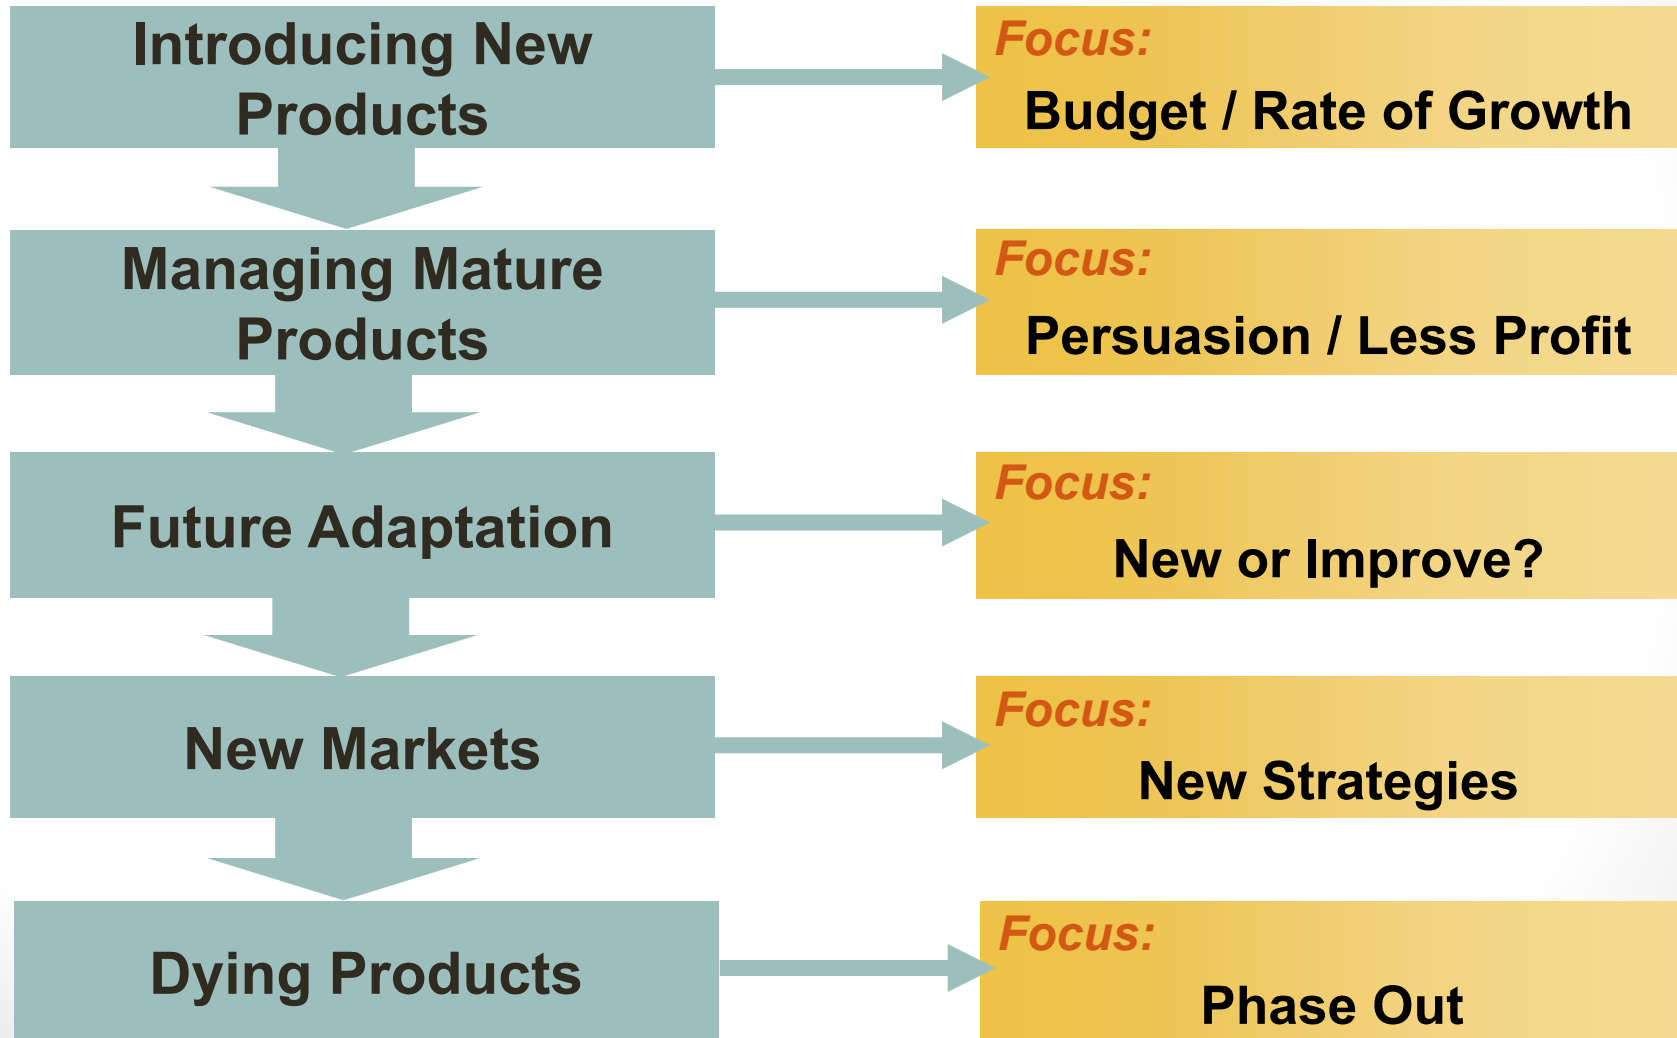 Introducing New
Products
Focus:
Budget / Rate of Growth
Managing Mature
Products
Focus:
Persuasion / Less Profit
Future Adaptation
Focus:
New or Improve?
New Markets
Focus:
New Strategies
Dying Products
Focus:
Phase Out